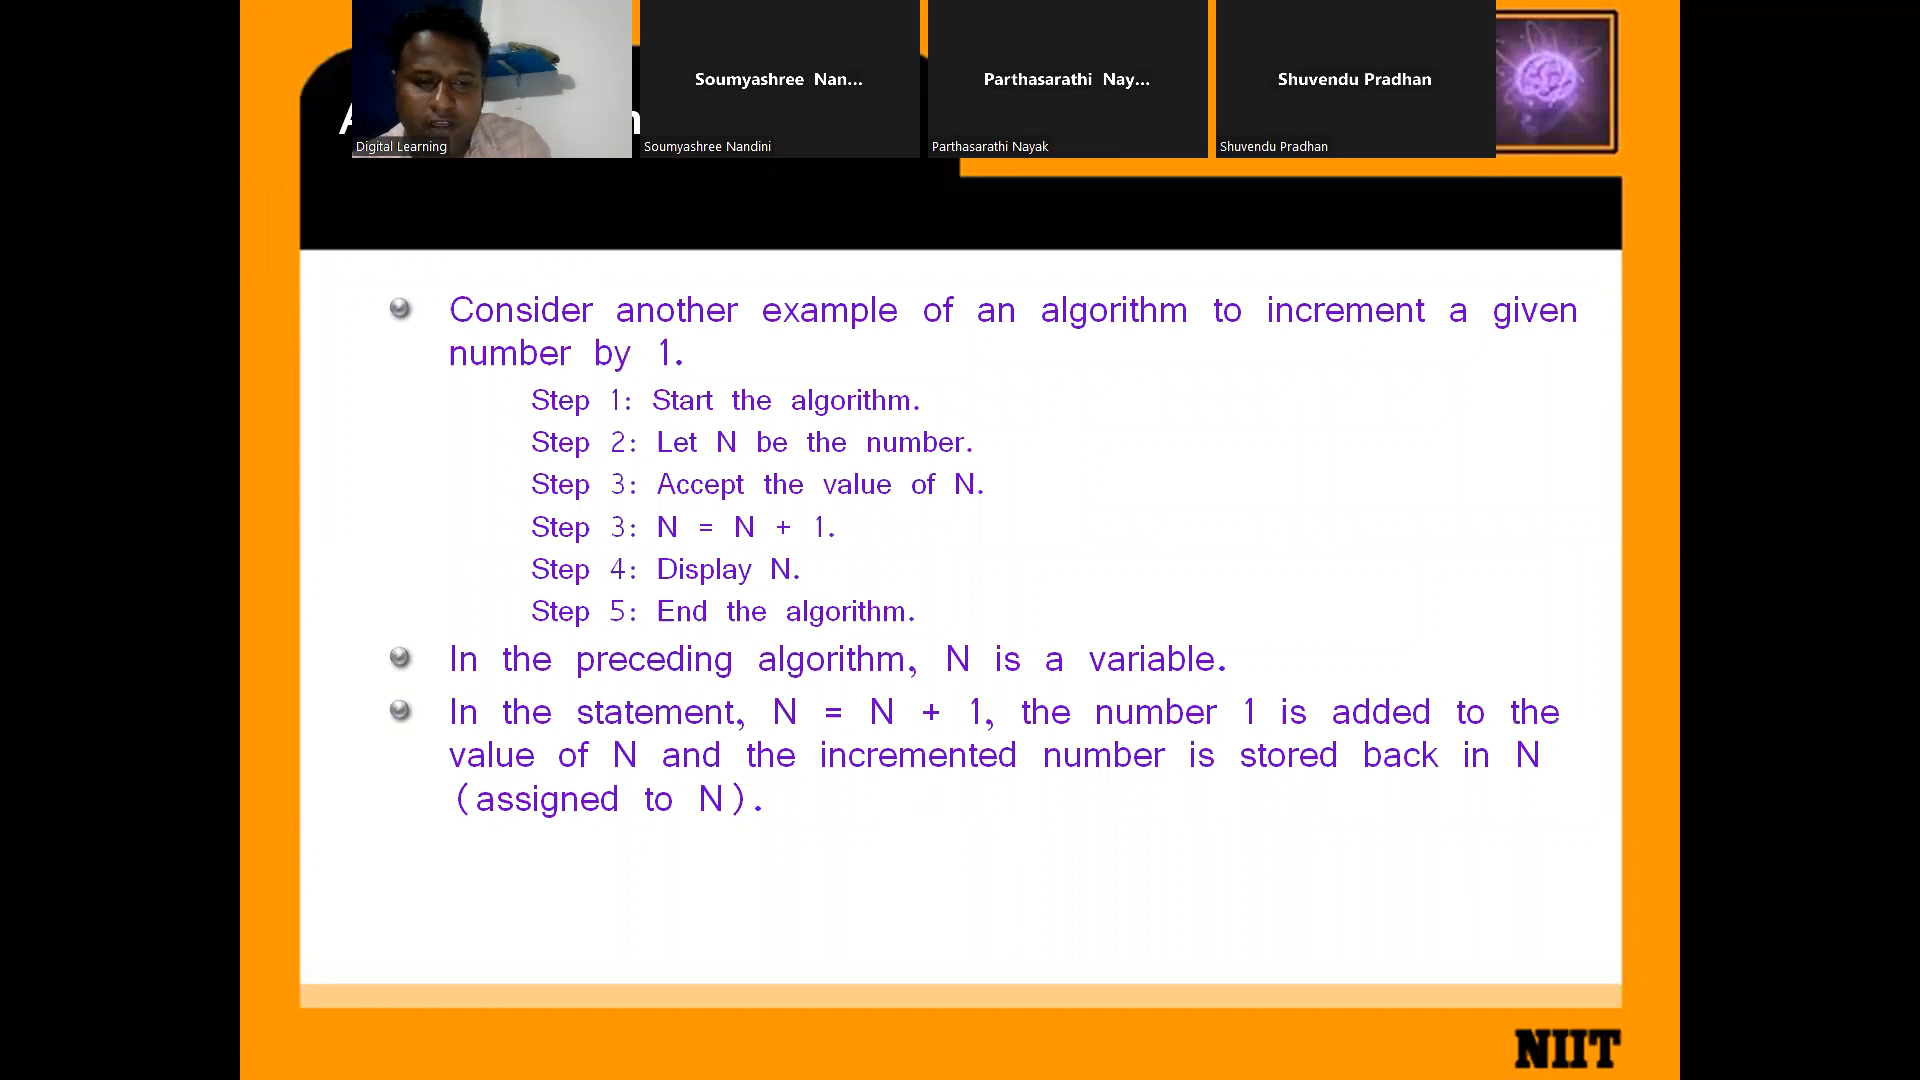 Soumyashree Nan...
Parthasarathi Nay...
Shuvendu Pradhan
Digital Learning
Soumyashree Nandini
Parthasarathi Nayak
Shuvendu Pradhan
Consider another example of an algorithm to increment a given
number by 1.
Step 1: Start the algorithm.
Step 2: Let N be the number.
Step 3: Accept the value of N.
Step 3: N = N + 1.
Step 4: Display N.
Step 5: End the algorithm.
In the preceding algorithm, N is a variable.
In the statement, N = N + 1, the number 1 is added to the
value of N and the incremented number is stored back in N
(assigned to N).
NIIT